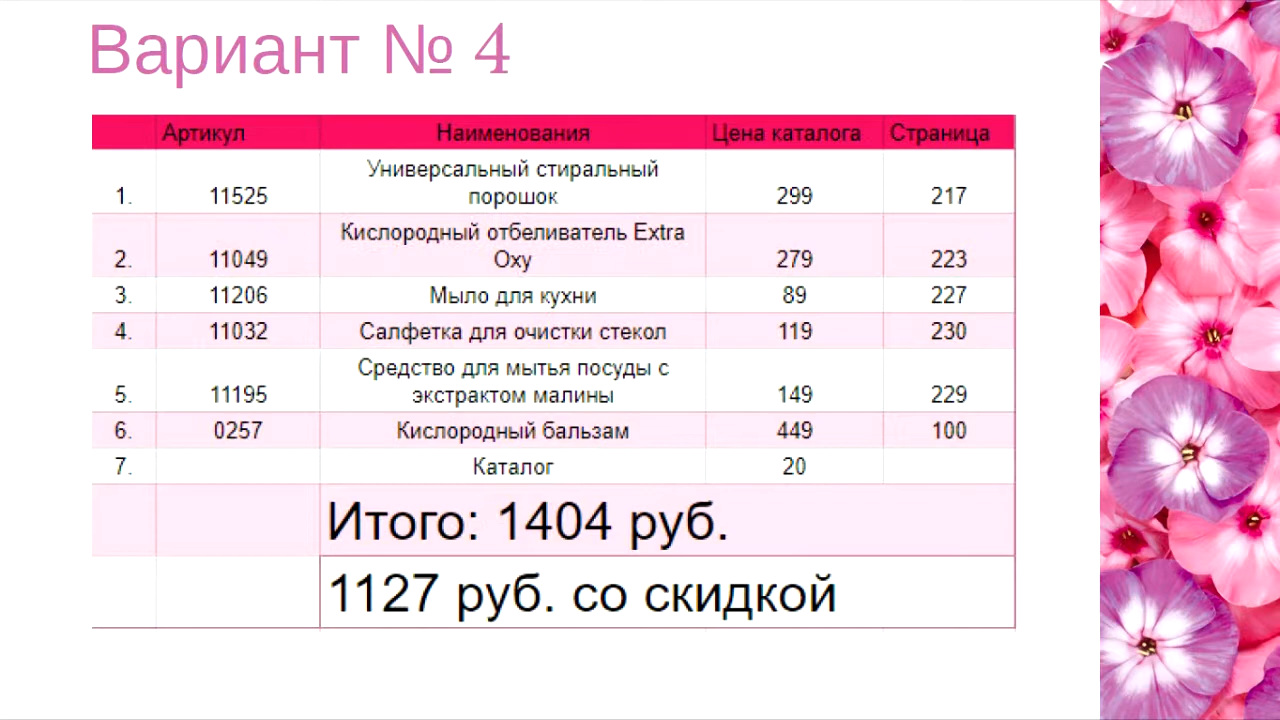 Вариант № 4
Артикул Наименования Цена каталога Страница
Универсальный стиральный
1. 11525 порошок 299 217
Кислородный отбеливатель Extra
2. 11049 Oxy 279 223
3. 11206 Мыло для кухни 89 227
4. 11032 Салфетка для очистки стекол 119 230
Средство для мытья посуды с
5. 11195 экстрактом малины 149 229
6. 0257 Кислородный бальзам 449 100
7. Каталог 20
Итого: 1404 руб.
1127 руб. со скидкой